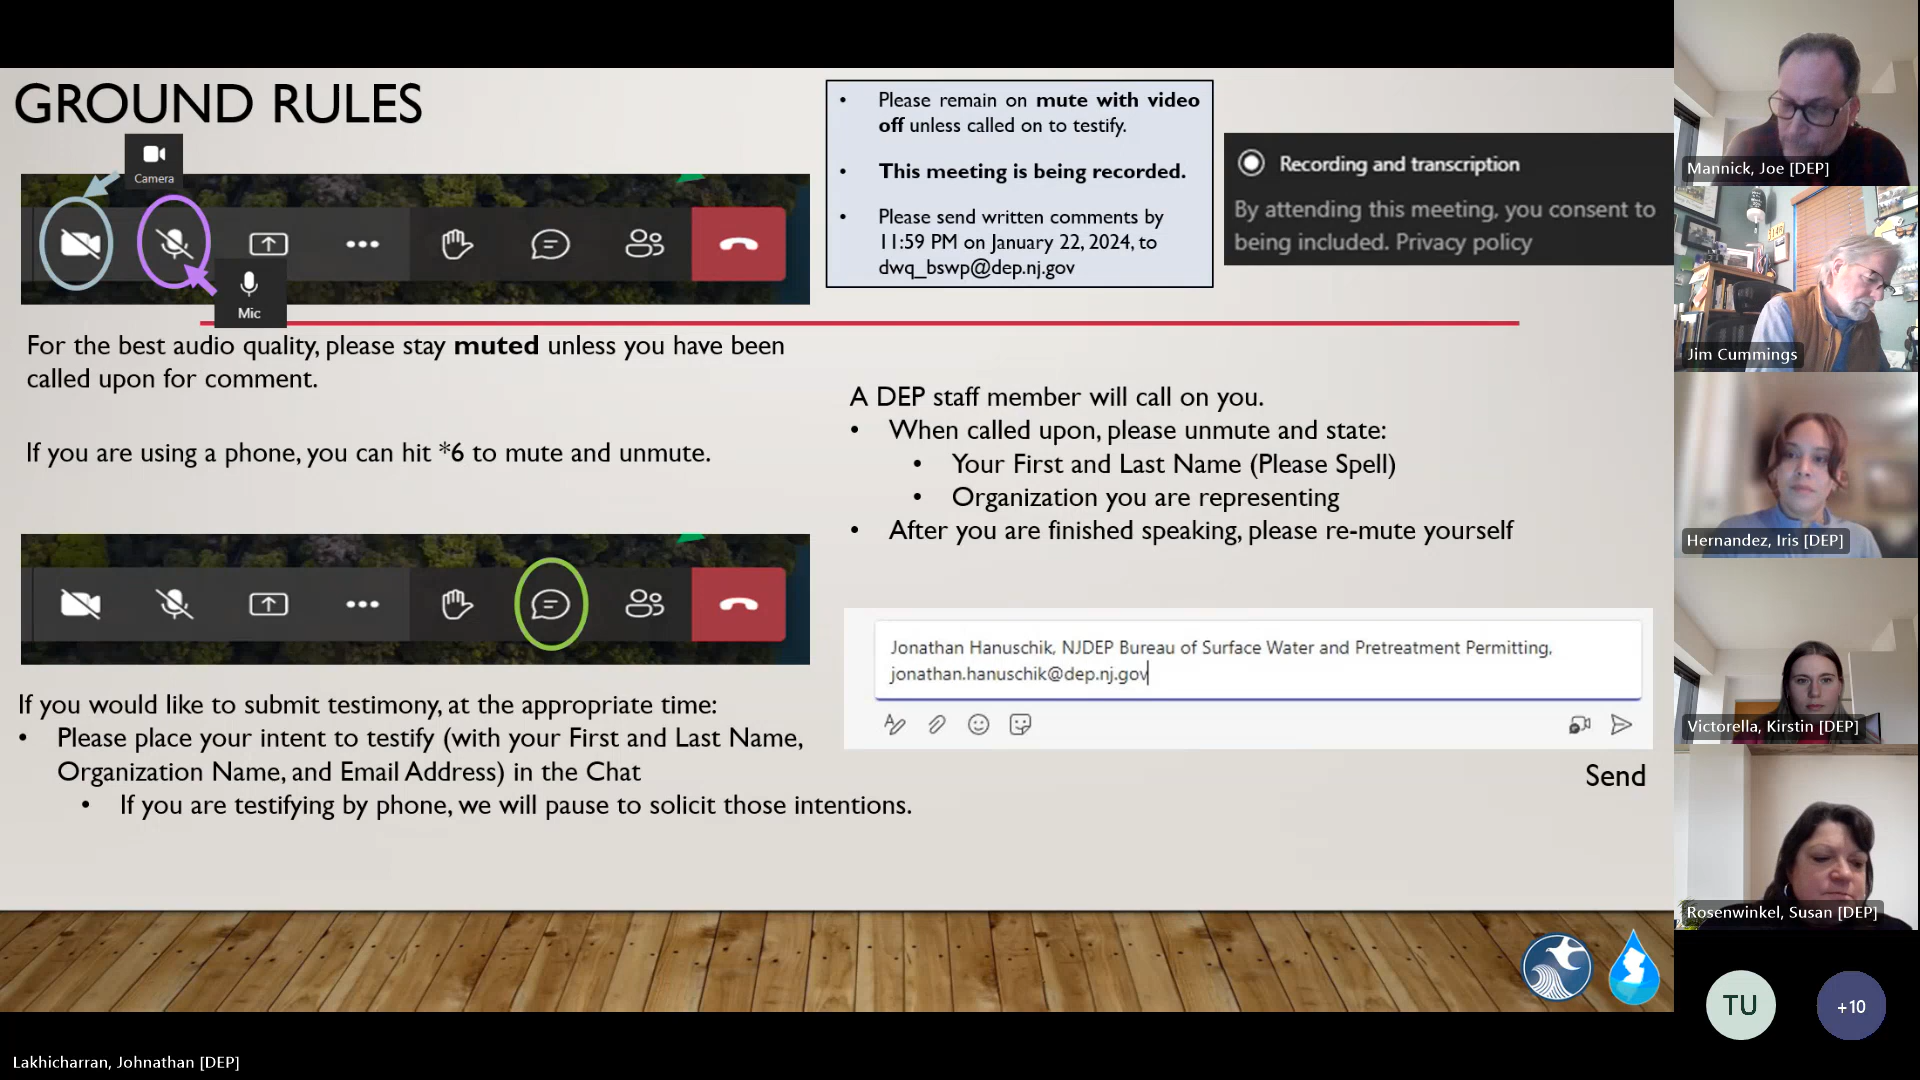 GROUND RULES
Camera
Mic
• Please remain on mute with video
off unless called on to testify.
• This meeting is being recorded.
• Please send written comments by
11:59 PM on January 22, 2024, to
dwq_bswp@dep.nj.gov
Recording and transcription
By attending this meeting, you consent to
being included. Privacy policy
For the best audio quality, please stay muted unless you have been
called upon for comment.
If you are using a phone, you can hit *6 to mute and unmute.
A DEP staff member will call on you.
• When called upon, please unmute and state:
• Your First and Last Name (Please Spell)
• Organization you are representing
• After you are finished speaking, please re-mute yourself
Jonathan Hanuschik, NJDEP Bureau of Surface Water and Pretreatment Permitting,
jonathan.hanuschik@dep.nj.gov
Send
If you would like to submit testimony, at the appropriate time:
• Please place your intent to testify (with your First and Last Name,
Organization Name, and Email Address) in the Chat
• If you are testifying by phone, we will pause to solicit those intentions.
Mannick, Joe [DEP]
Jim Cummings
Hernandez, Iris [DEP]
Victorella, Kirstin [DEP]
Rosenwinkel, Susan [DEP]
TU
+10
Lakhicharran, Johnathan [DEP]